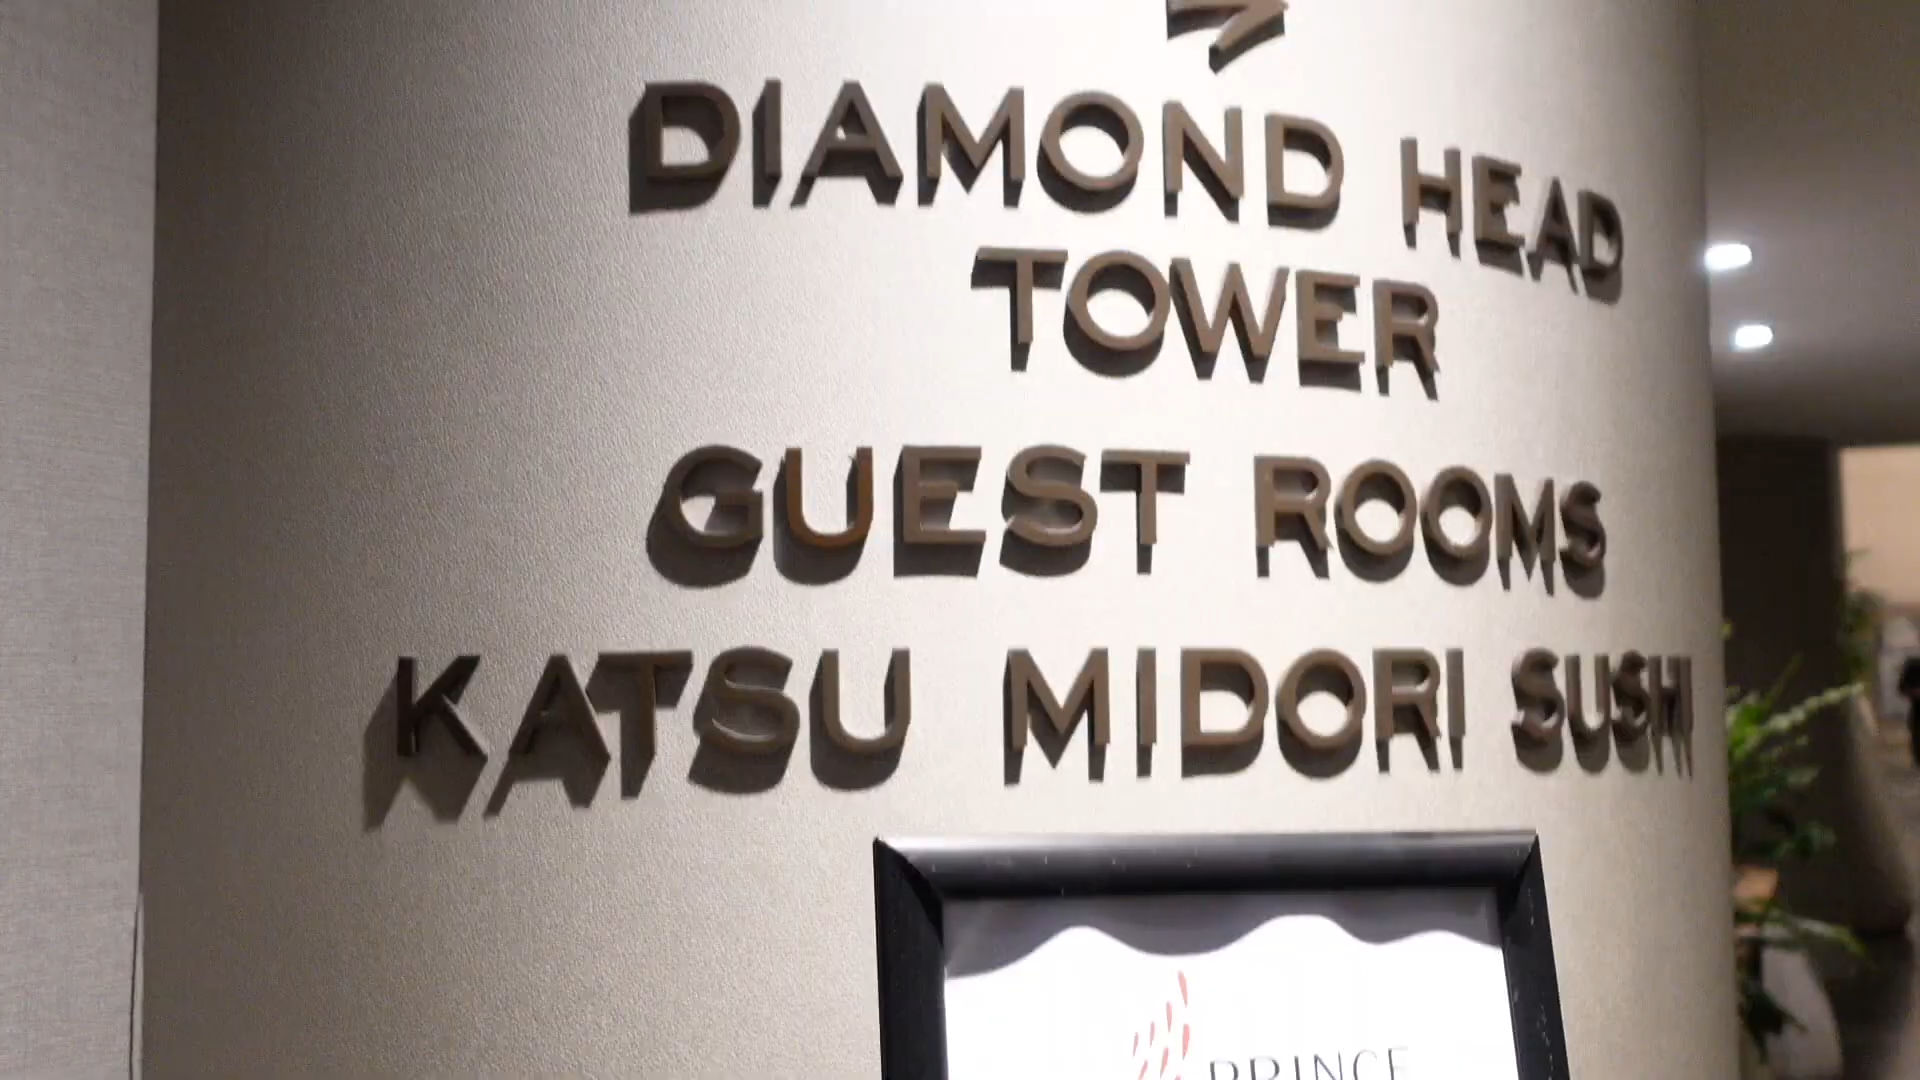 DIAMOND HEAD
TOWER
GUEST ROOMS
KATSU MIDORI SUSHI
PRINCE